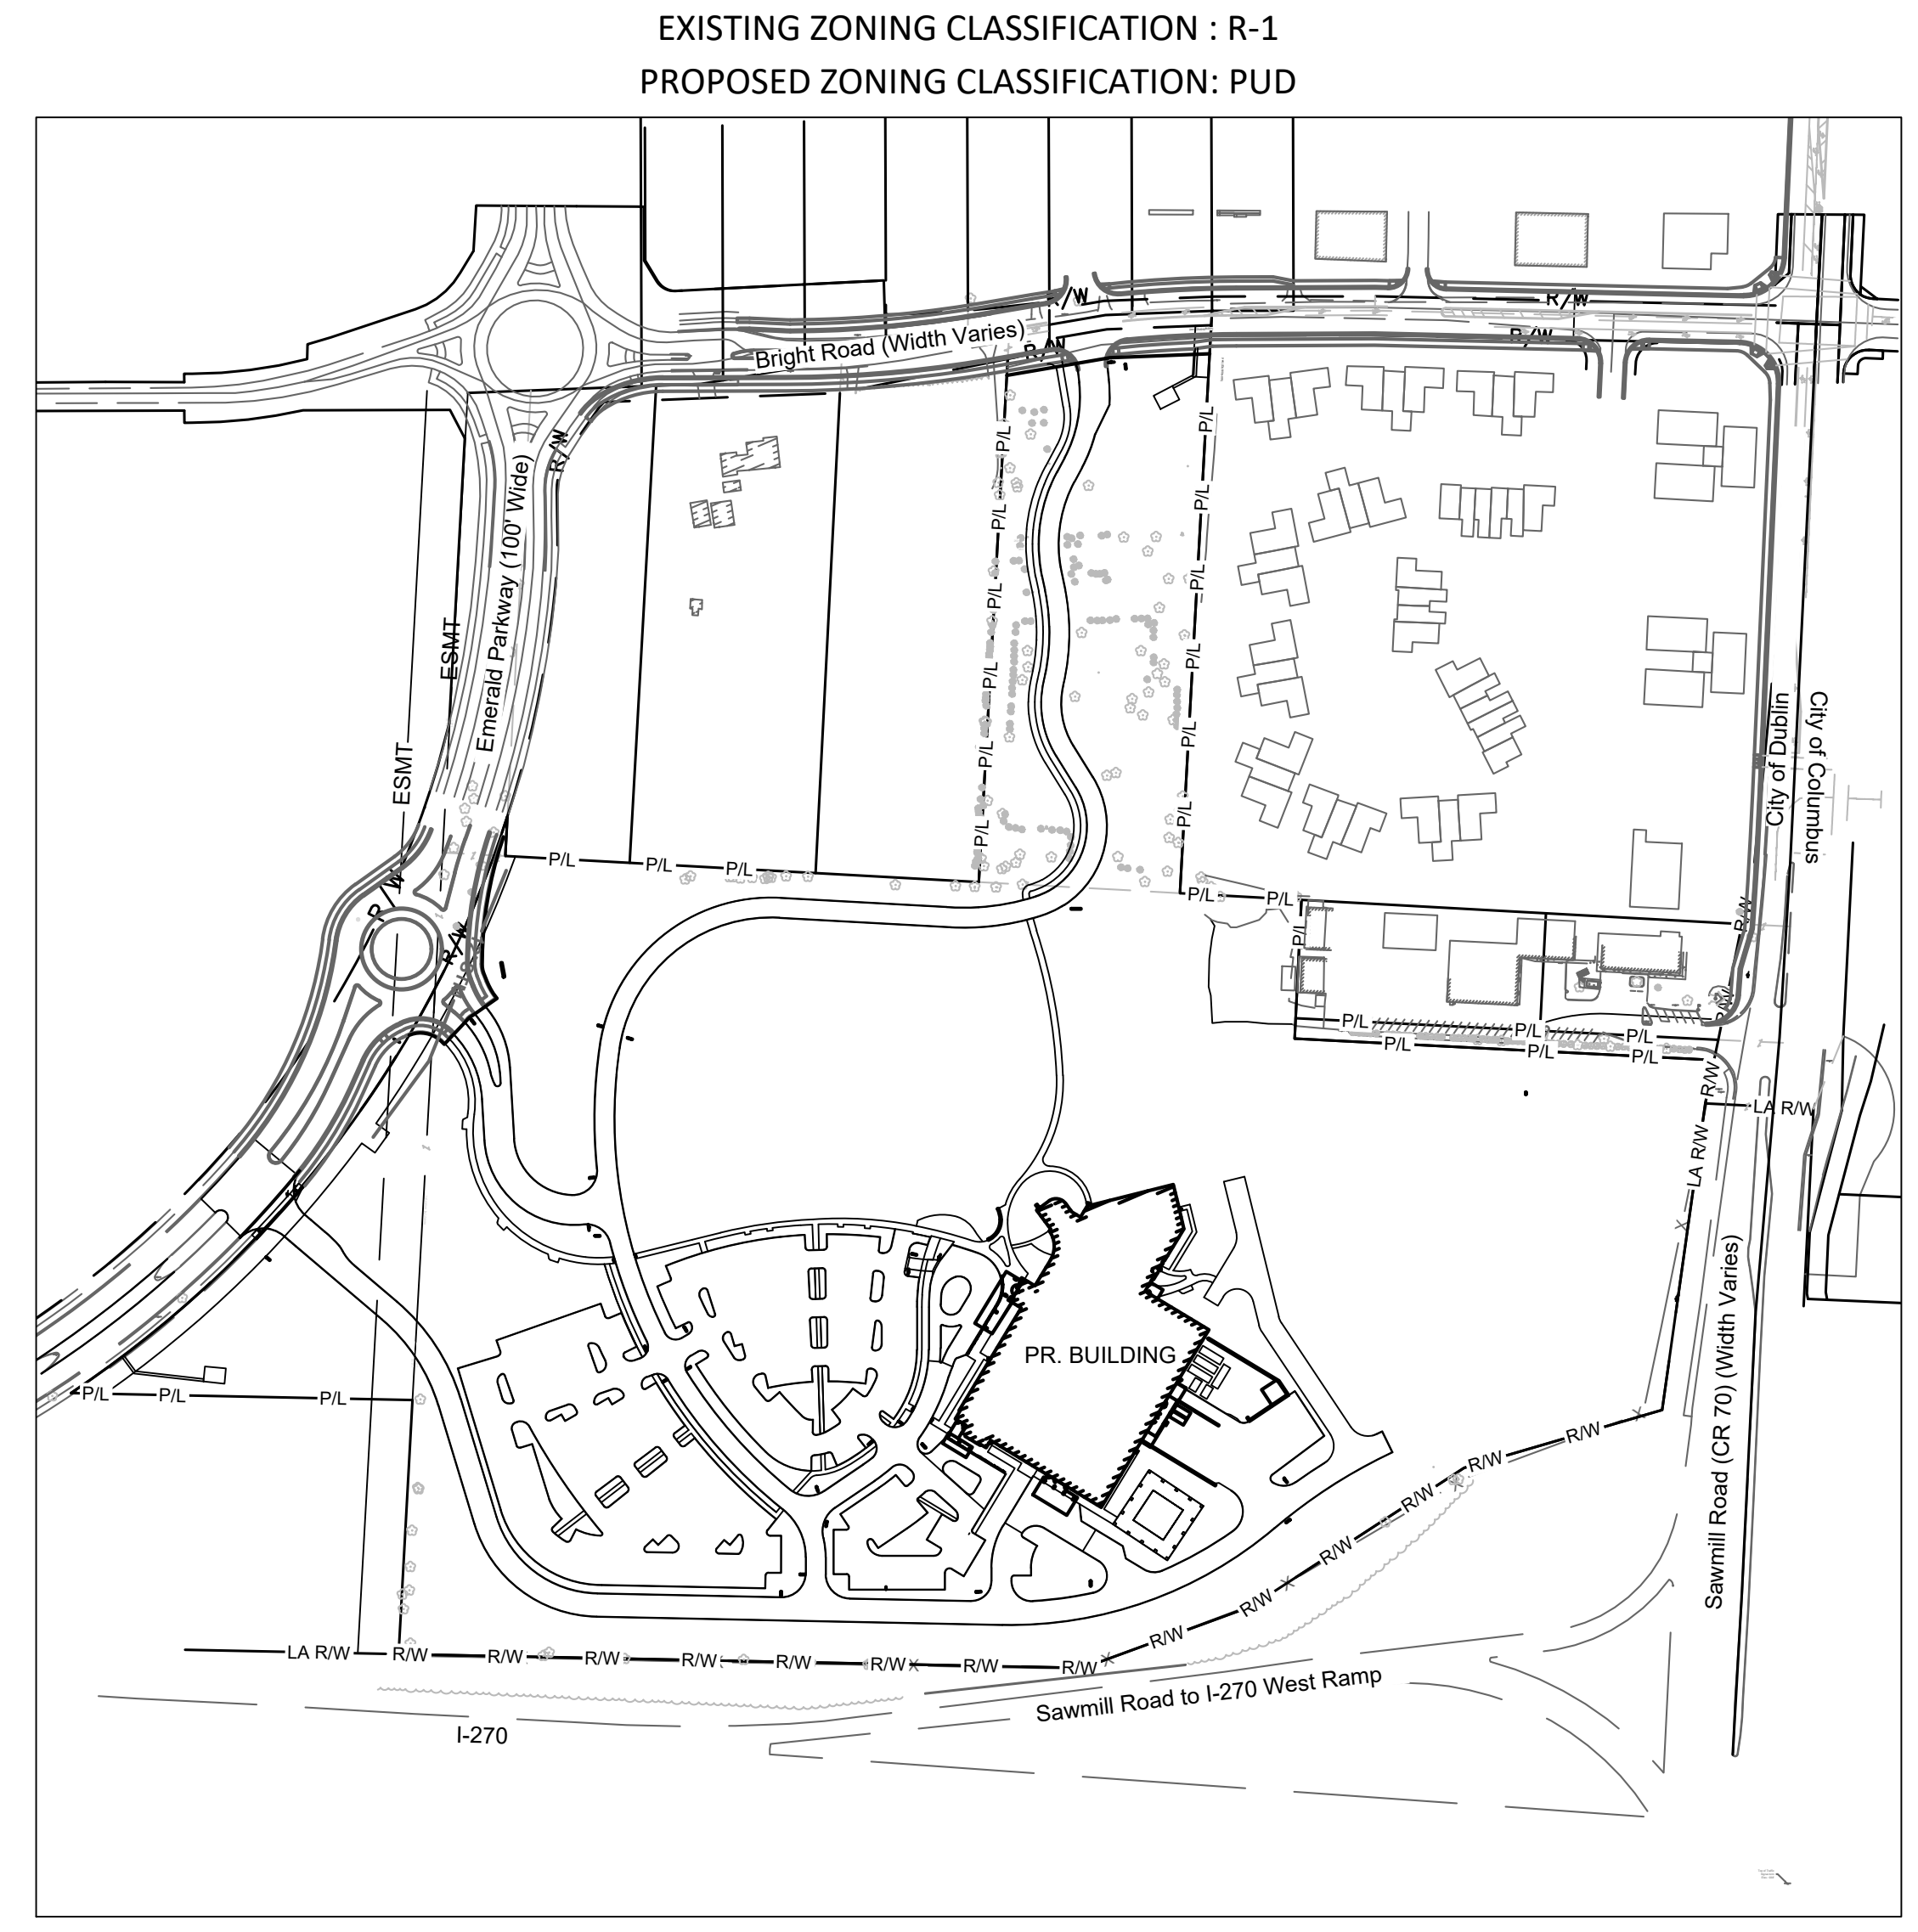 EXISTING ZONING CLASSIFICATION : R-1
PROPOSED ZONING CLASSIFICATION: PUD
R/W
R/W
Bright Road (Width Varies)
R/W
R/W
R/W
Emerald Parkway (100' Wide)
ESMT
ESMT
P/L
P/L
P/L
P/L
P/L
P/L
P/L
P/L
P/L
P/L
P/L
P/L
City of Dublin
City of Columbus
P/L
P/L
P/L
R/W
R/W
P/L
P/L
P/L
R/W
P/L
P/L
P/L
P/L
P/L
P/L
R/W
R/W
LA R/W
LA R/W
PR. BUILDING
P/L
P/L
P/L
Sawmill Road (CR 70) (Width Varies)
R/W
R/W
R/W
R/W
R/W
R/W
LA R/W
R/W
R/W
R/W
R/W
R/W
R/W
R/W
R/W
Sawmill Road to I-270 West Ramp
I-270